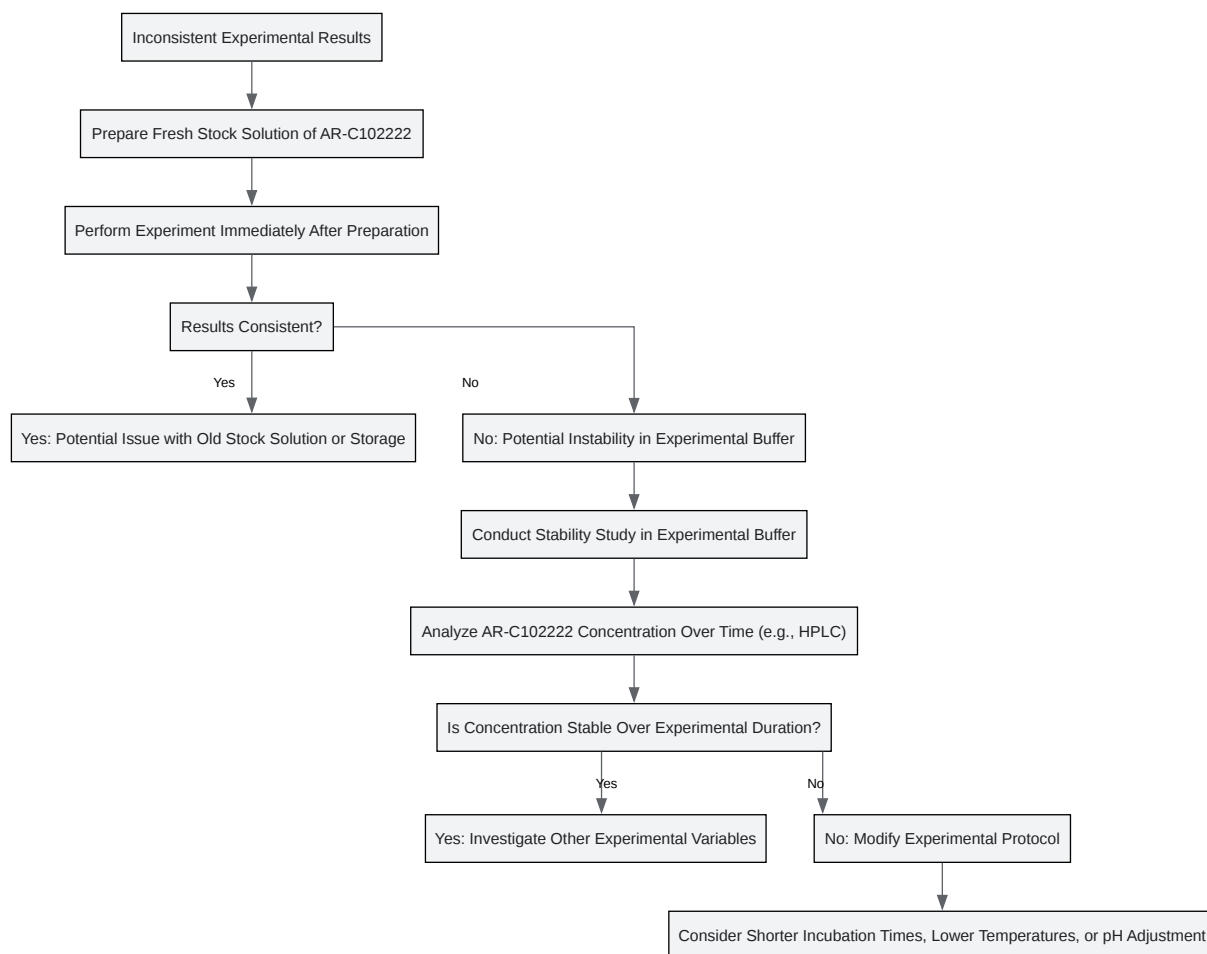 Inconsistent Experimental Results
Prepare Fresh Stock Solution of AR-C102222
Perform Experiment Immediately After Preparation
Results Consistent?
Yes
No
Yes: Potential Issue with Old Stock Solution or Storage
No: Potential Instability in Experimental Buffer
Conduct Stability Study in Experimental Buffer
Analyze AR-C102222 Concentration Over Time (e.g., HPLC)
Is Concentration Stable Over Experimental Duration?
Yes
No
Yes: Investigate Other Experimental Variables
No: Modify Experimental Protocol
Consider Shorter Incubation Times, Lower Temperatures, or pH Adjustment